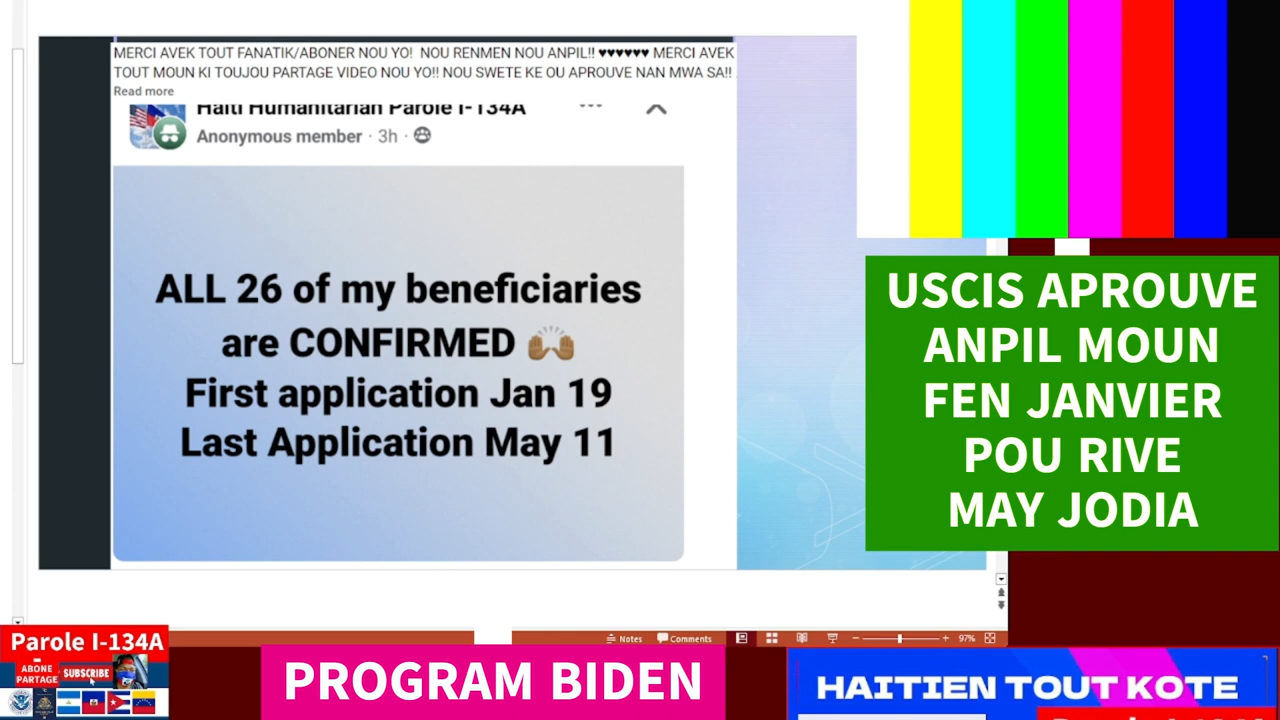 MERCI AVEK TOUT FANATIK/ABONER NOU YO! NOU RENMEN NOU ANPIL!! ♥♥♥♥♥♥ MERCI AVEK
TOUT MOUN KI TOUJOU PARTAGE VIDEO NOU YO!! NOU SWETE KE OU APROUVE NAN MWA SA!!
Read more
Haiti Humanitarian Parole I-134A
Anonymous member · 3h ·
ALL 26 of my beneficiaries
are CONFIRMED 🙌🏾
First application Jan 19
Last Application May 11
USCIS APROUVE
ANPIL MOUN
FEN JANVIER
POU RIVE
MAY JODIA
Notes
Comments
97%
Parole I-134A
ABONE
PARTAGE
SUBSCRIBE
PROGRAM BIDEN
HAITIEN TOUT KOTE